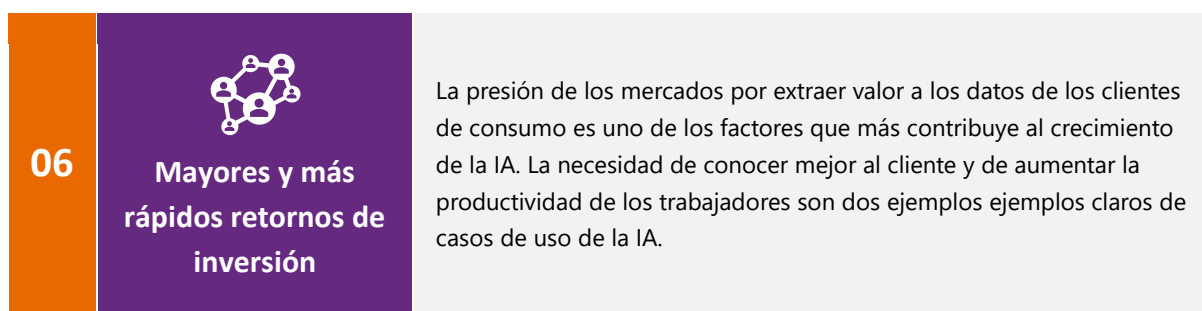 06
Mayores y más
rápidos retornos de
inversión
La presión de los mercados por extraer valor a los datos de los clientes
de consumo es uno de los factores que más contribuye al crecimiento
de la IA. La necesidad de conocer mejor al cliente y de aumentar la
productividad de los trabajadores son dos ejemplos ejemplos claros de
casos de uso de la IA.